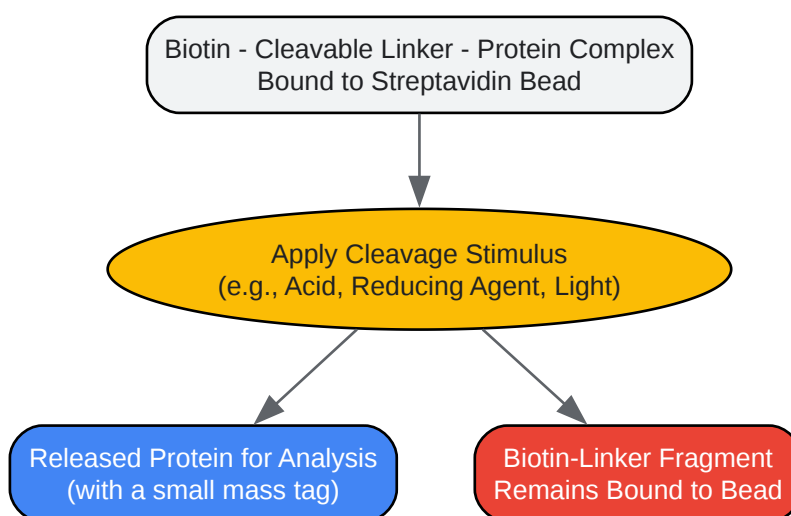 Biotin - Cleavable Linker - Protein Complex
Bound to Streptavidin Bead
Apply Cleavage Stimulus
(e.g., Acid, Reducing Agent, Light)
Released Protein for Analysis
(with a small mass tag)
Biotin-Linker Fragment
Remains Bound to Bead